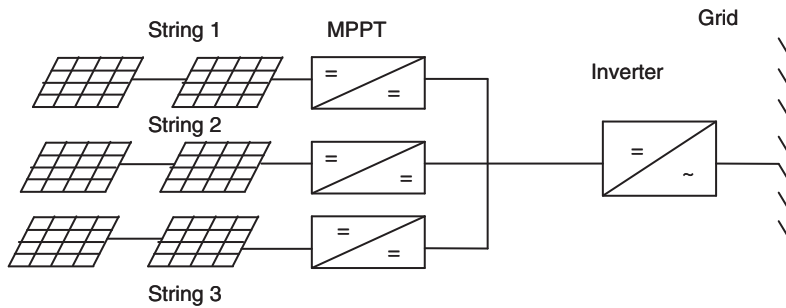 Grid
String 1
MPPT
Inverter
=
=
String 2
=
=
=
~
=
=
String 3